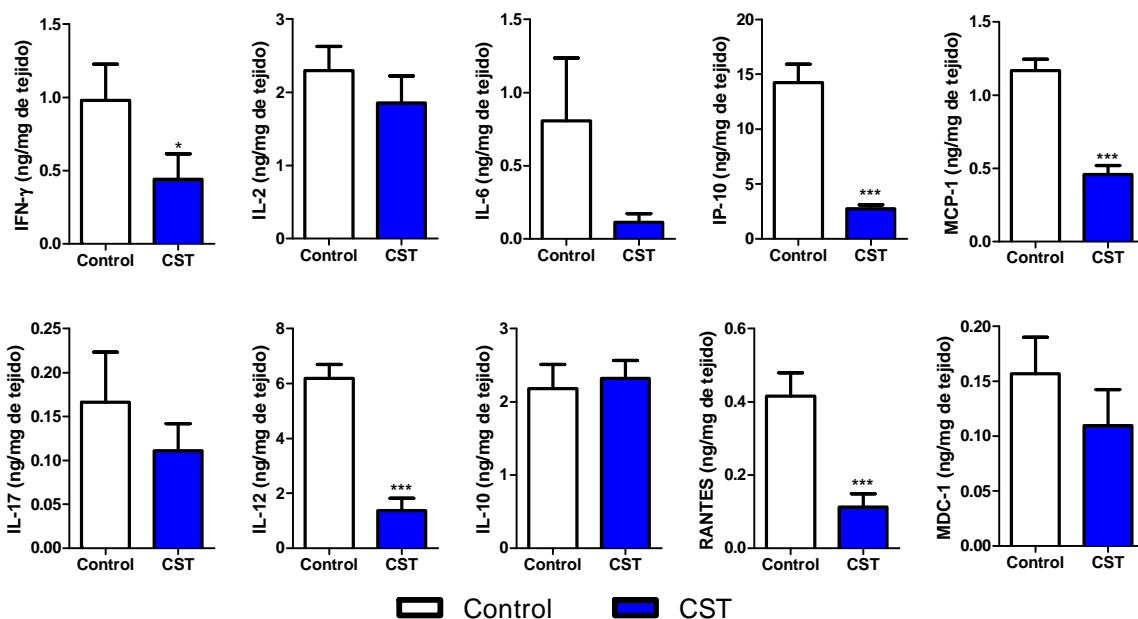 IFN-γ (ng/mg de tejido)
1.5
1.0
0.5
0.0
*
Control CST
IL-2 (ng/mg de tejido)
3
2
1
0
Control CST
IL-6 (ng/mg de tejido)
1.5
1.0
0.5
0.0
Control CST
IP-10 (ng/mg de tejido)
20
15
10
5
0
***
Control CST
MCP-1 (ng/mg de tejido)
1.5
1.0
0.5
0.0
***
Control CST
IL-17 (ng/mg de tejido)
0.25
0.20
0.15
0.10
0.05
0.00
Control CST
IL-12 (ng/mg de tejido)
8
6
4
2
0
***
Control CST
IL-10 (ng/mg de tejido)
3
2
1
0
Control CST
RANTES (ng/mg de tejido)
0.6
0.4
0.2
0.0
***
Control CST
MDC-1 (ng/mg de tejido)
0.20
0.15
0.10
0.05
0.00
Control CST
Control CST